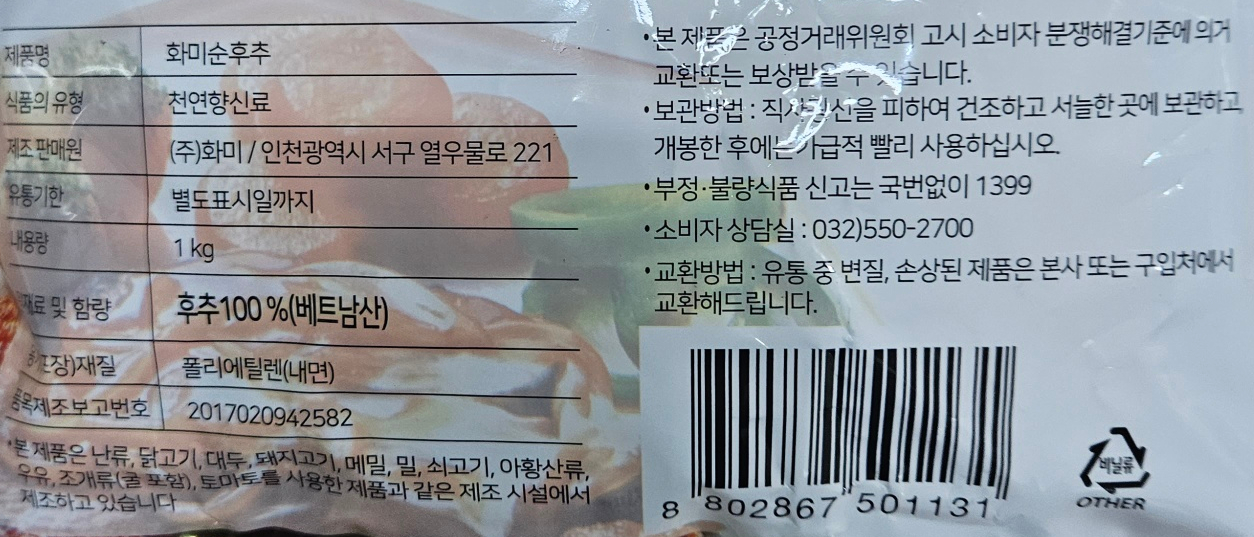 제품명 화미순후추
식품의 유형 천연향신료
제조 판매원 (주)화미 / 인천광역시 서구 열우물로 221
유통기한 별도표시일까지
내용량 1 kg
재료 및 함량 후추100 %(베트남산)
장)재질 폴리에틸렌(내면)
품목제조보고번호 2017020942582
*본 제품은 난류, 닭고기, 대두, 돼지고기, 메밀, 밀, 쇠고기, 아황산류,
우유, 조개류(굴 포함), 토마토를 사용한 제품과 같은 제조 시설에서
제조하고 있습니다
•본 제품은 공정거래위원회 고시 소비자 분쟁해결기준에 의거
교환또는 보상받을 수 있습니다.
•보관방법 : 직사광선을 피하여 건조하고 서늘한 곳에 보관하고
개봉한 후에는 가급적 빨리 사용하십시오.
•부정·불량식품 신고는 국번없이 1399
•소비자 상담실 : 032)550-2700
•교환방법 : 유통 중 변질, 손상된 제품은 본사 또는 구입처에서
교환해드립니다.
8 802867 501131
비닐류
OTHER